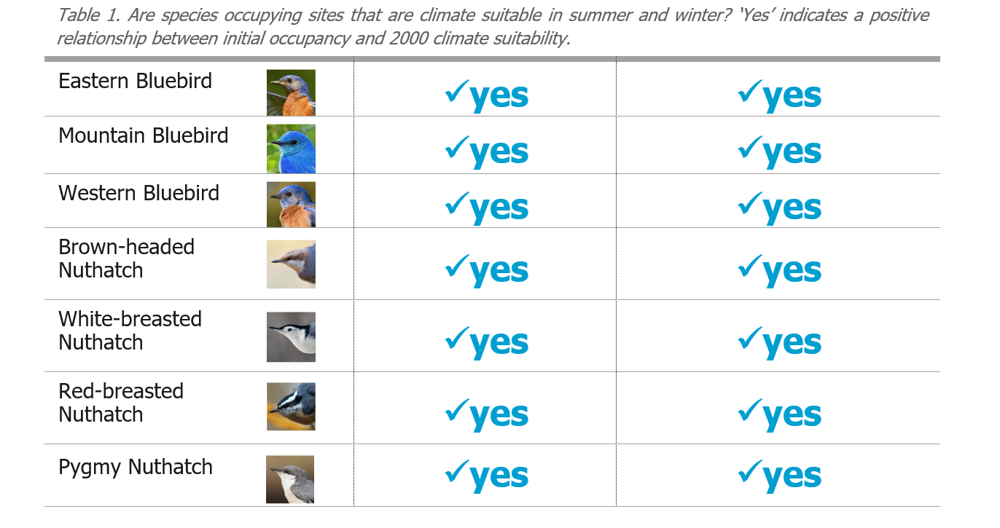 Table 1. Are species occupying sites that are climate suitable in summer and winter? ‘Yes’ indicates a positive
relationship between initial occupancy and 2000 climate suitability.
Eastern Bluebird ✓yes ✓yes
Mountain Bluebird ✓yes ✓yes
Western Bluebird ✓yes ✓yes
Brown-headed
Nuthatch ✓yes ✓yes
White-breasted
Nuthatch ✓yes ✓yes
Red-breasted
Nuthatch ✓yes ✓yes
Pygmy Nuthatch ✓yes ✓yes